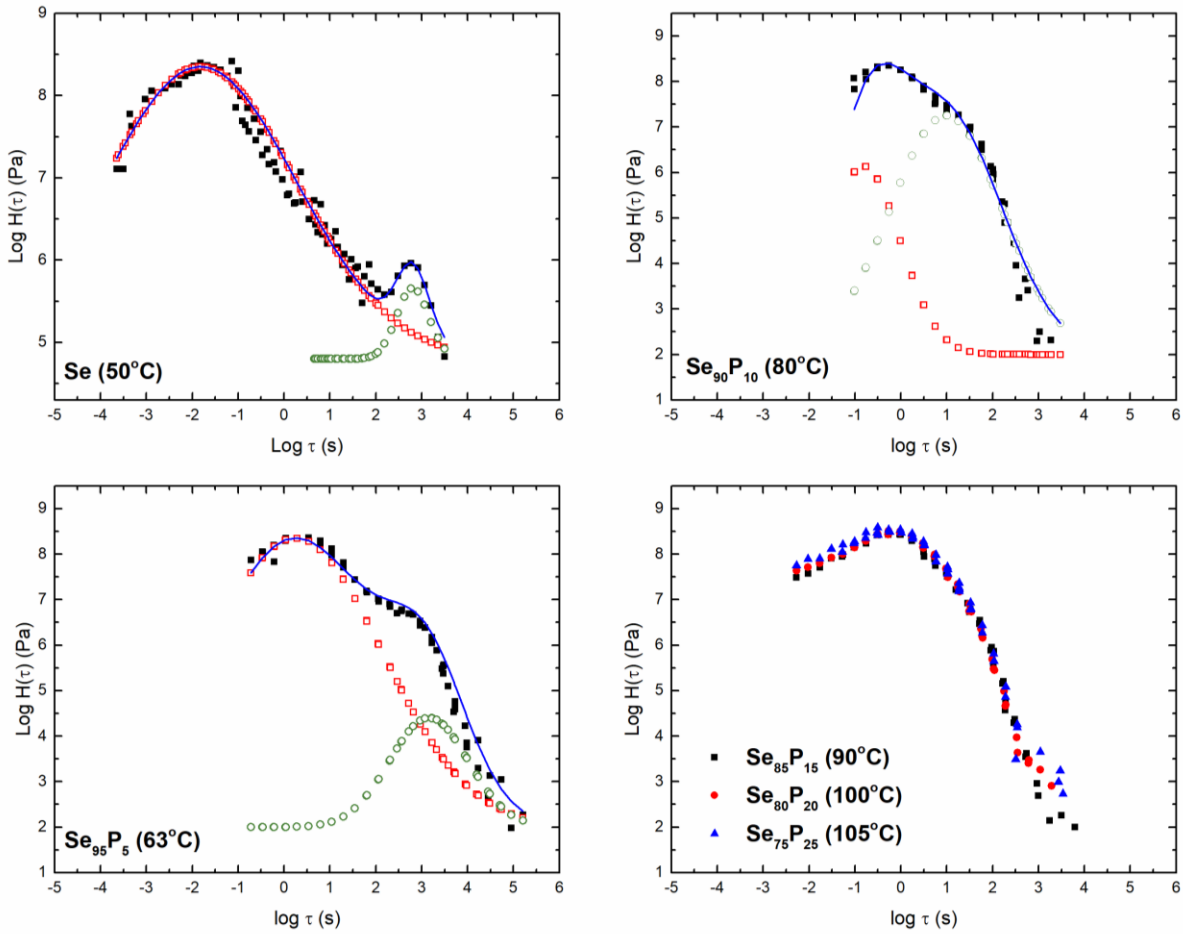 Log H(τ) (Pa)
9
8
7
6
5
Se (50°C)
-5 -4 -3 -2 -1 0 1 2 3 4 5 6
Log τ (s)
Log H(τ) (Pa)
9
8
7
6
5
4
3
2
1
Se₉₀P₁₀ (80°C)
-5 -4 -3 -2 -1 0 1 2 3 4 5 6
log τ (s)
Log H(τ) (Pa)
9
8
7
6
5
4
3
2
1
Se₉₅P₅ (63°C)
-5 -4 -3 -2 -1 0 1 2 3 4 5 6
log τ (s)
Log H(τ) (Pa)
9
8
7
6
5
4
3
2
1
Se₈₅P₁₅ (90°C)
Se₈₀P₂₀ (100°C)
Se₇₅P₂₅ (105°C)
-5 -4 -3 -2 -1 0 1 2 3 4 5 6
log τ (s)